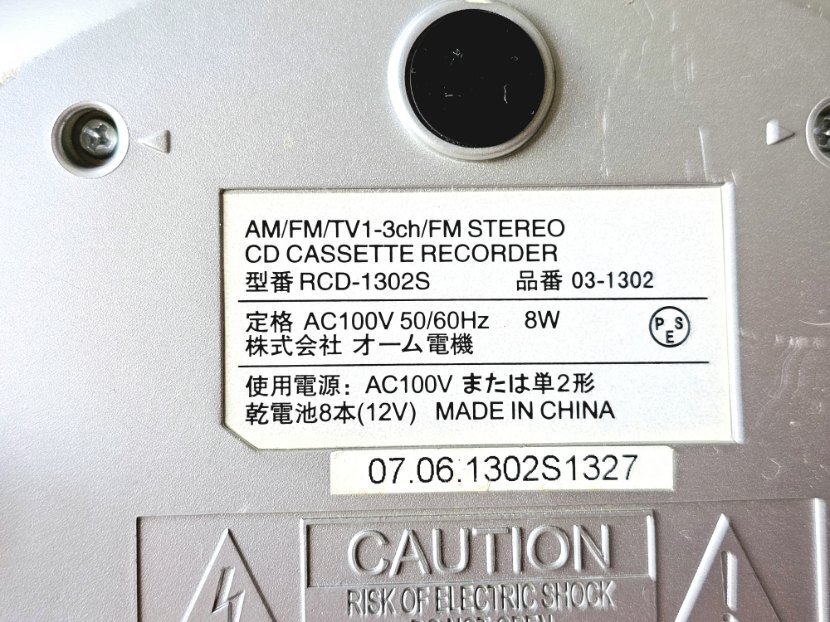 AM/FM/TV1-3ch/FM STEREO
CD CASSETTE RECORDER
型番 RCD-1302S 品番 03-1302
定格 AC100V 50/60Hz 8W
株式会社 オーム電機
PSE
使用電源: AC100V または単2形
乾電池8本(12V) MADE IN CHINA
07.06.1302S1327
CAUTION
RISK OF ELECTRIC SHOCK
DO NOT OPEN